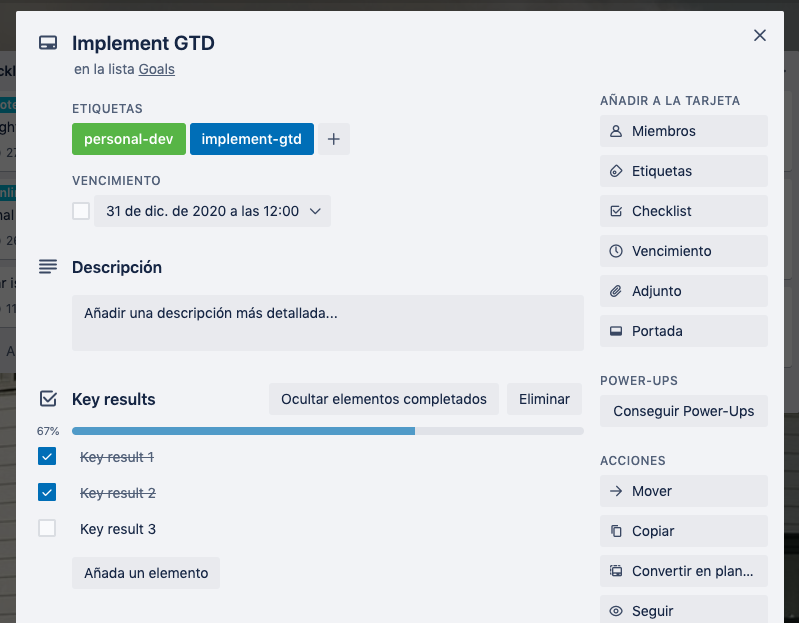 Implement GTD
en la lista Goals
ETIQUETAS
personal-dev implement-gtd +
VENCIMIENTO
31 de dic. de 2020 a las 12:00
Descripción
Añadir una descripción más detallada...
Key results
Ocultar elementos completados Eliminar
67%
Key result 1
Key result 2
Key result 3
Añada un elemento
AÑADIR A LA TARJETA
Miembros
Etiquetas
Checklist
Vencimiento
Adjunto
Portada
POWER-UPS
Conseguir Power-Ups
ACCIONES
Mover
Copiar
Convertir en plan...
Seguir